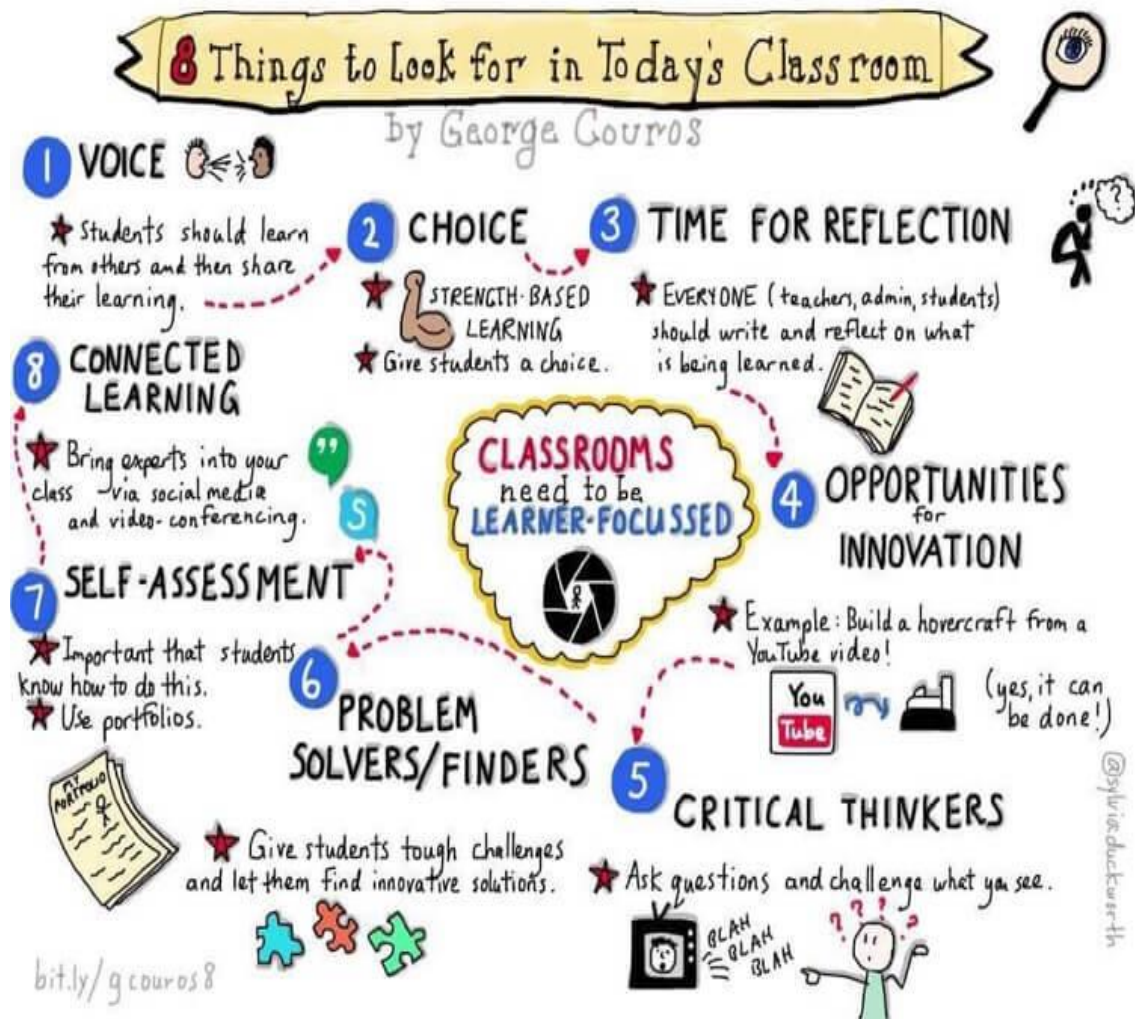 8 Things to Look for in Today's Classroom
by George Couros
1 VOICE
Students should learn
from others and then share
their learning.
2 CHOICE
STRENGTH-BASED
LEARNING
Give students a choice.
3 TIME FOR REFLECTION
EVERYONE (teachers, admin, students)
should write and reflect on what
is being learned.
?
CLASSROOMS
need to be
LEARNER-FOCUSSED
4 OPPORTUNITIES
for
INNOVATION
Example: Build a hovercraft from a
YouTube video!
You
Tube
(yes, it can
be done!)
5 CRITICAL THINKERS
Ask questions and challenge what you see.
BLAH
BLAH
BLAH
? ? ? ?
6 PROBLEM
SOLVERS/FINDERS
Give students tough challenges
and let them find innovative solutions.
7 SELF-ASSESSMENT
Important that students
know how to do this.
Use portfolios.
MY
PORTFOLIO
8 CONNECTED
LEARNING
Bring experts into your
class via social media
and video-conferencing.
"
S
@sylviaduckworth
bit.ly/gcouros8